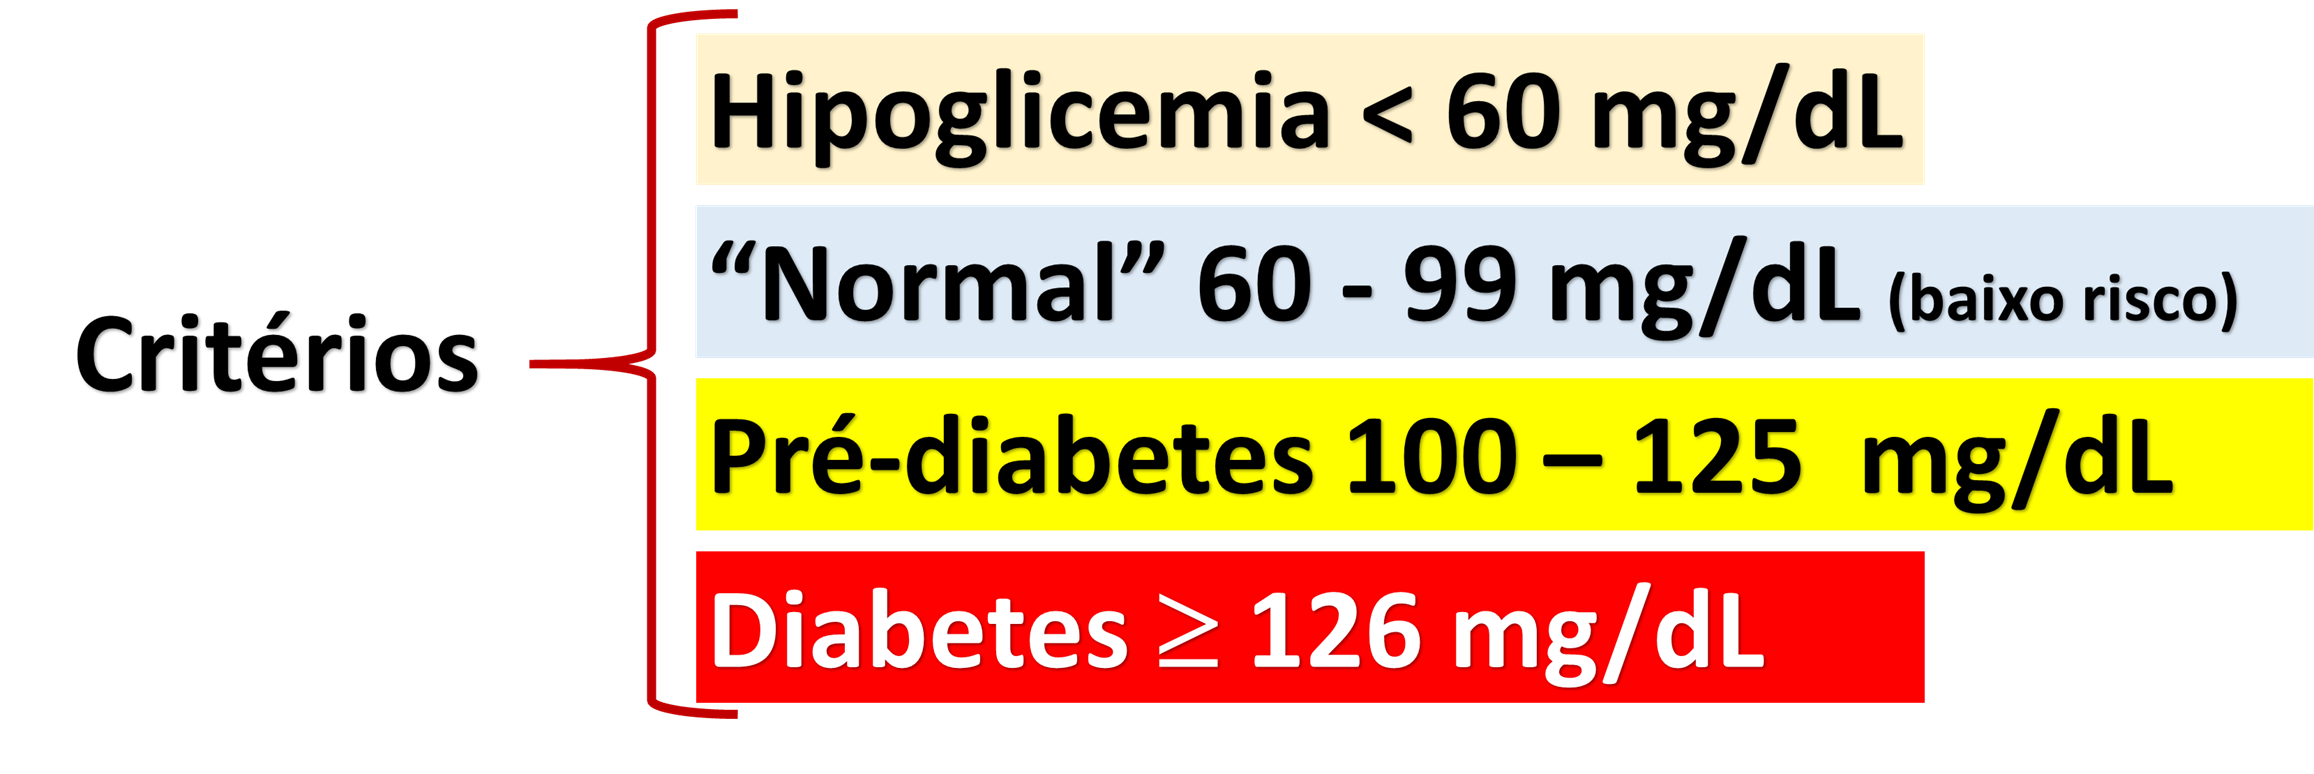 Critérios
Hipoglicemia < 60 mg/dL
“Normal” 60 - 99 mg/dL (baixo risco)
Pré-diabetes 100 – 125 mg/dL
Diabetes ≥ 126 mg/dL